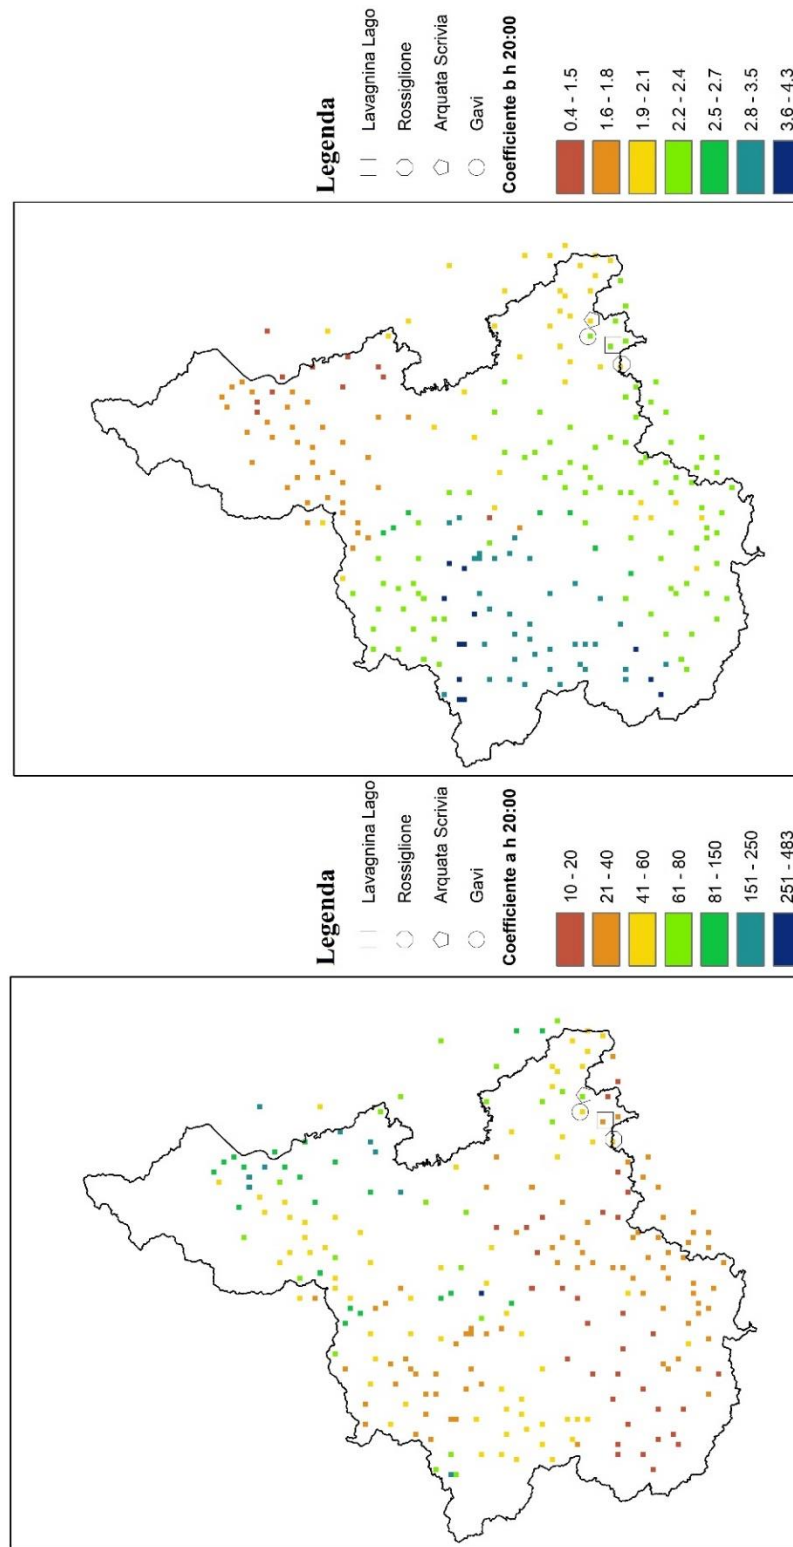 Legenda
Lavagnina Lago
Rossiglione
Arquata Scrivia
Gavi
Coefficiente a h 20:00
10 - 20
21 - 40
41 - 60
61 - 80
81 - 150
151 - 250
251 - 483
Legenda
Lavagnina Lago
Rossiglione
Arquata Scrivia
Gavi
Coefficiente b h 20:00
0.4 - 1.5
1.6 - 1.8
1.9 - 2.1
2.2 - 2.4
2.5 - 2.7
2.8 - 3.5
3.6 - 4.3